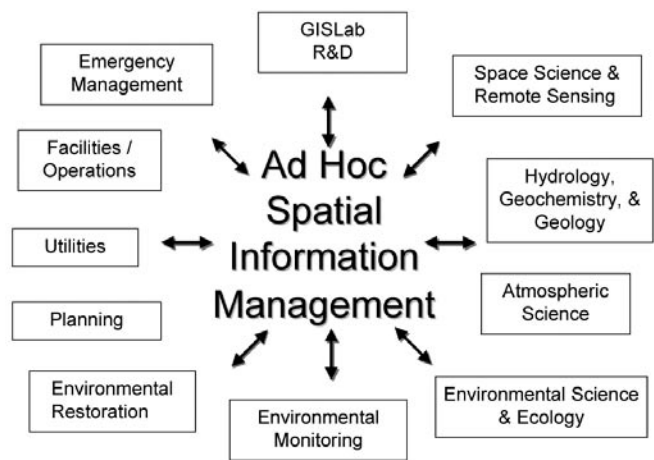 GISLab
R&D
Emergency
Management
Space Science &
Remote Sensing
Facilities /
Operations
Ad Hoc
Spatial
Information
Management
Hydrology,
Geochemistry, &
Geology
Utilities
Atmospheric
Science
Planning
Environmental
Restoration
Environmental
Monitoring
Environmental Science
& Ecology